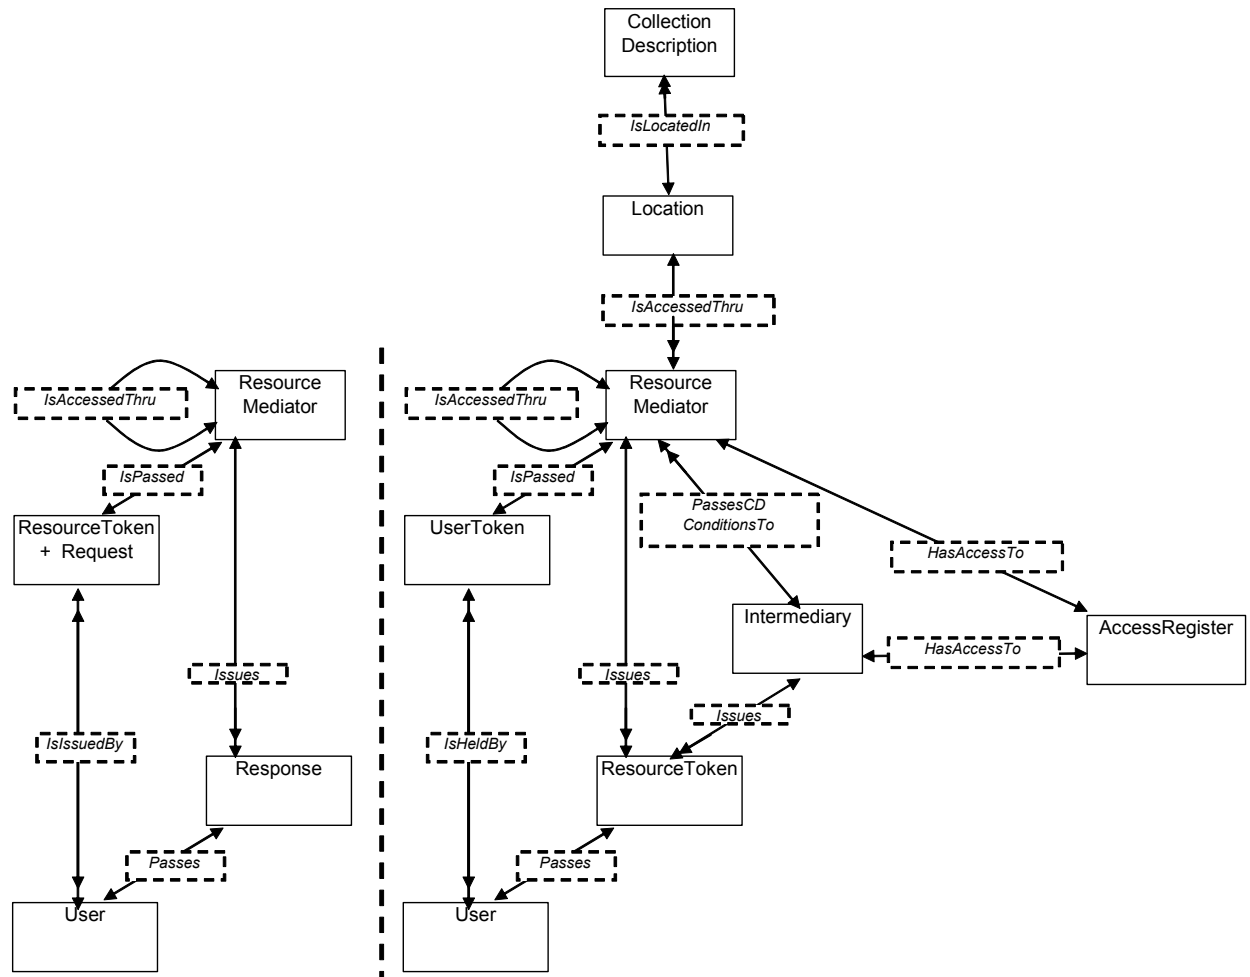 Collection
Description
IsLocatedIn
Location
IsAccessedThru
Resource
Mediator
IsAccessedThru
IsPassed
ResourceToken
+ Request
Issues
IsIssuedBy
Response
Passes
User
Resource
Mediator
IsAccessedThru
IsPassed
UserToken
PassesCD
ConditionsTo
HasAccessTo
Intermediary
AccessRegister
HasAccessTo
Issues
Issues
IsHeldBy
ResourceToken
Passes
User